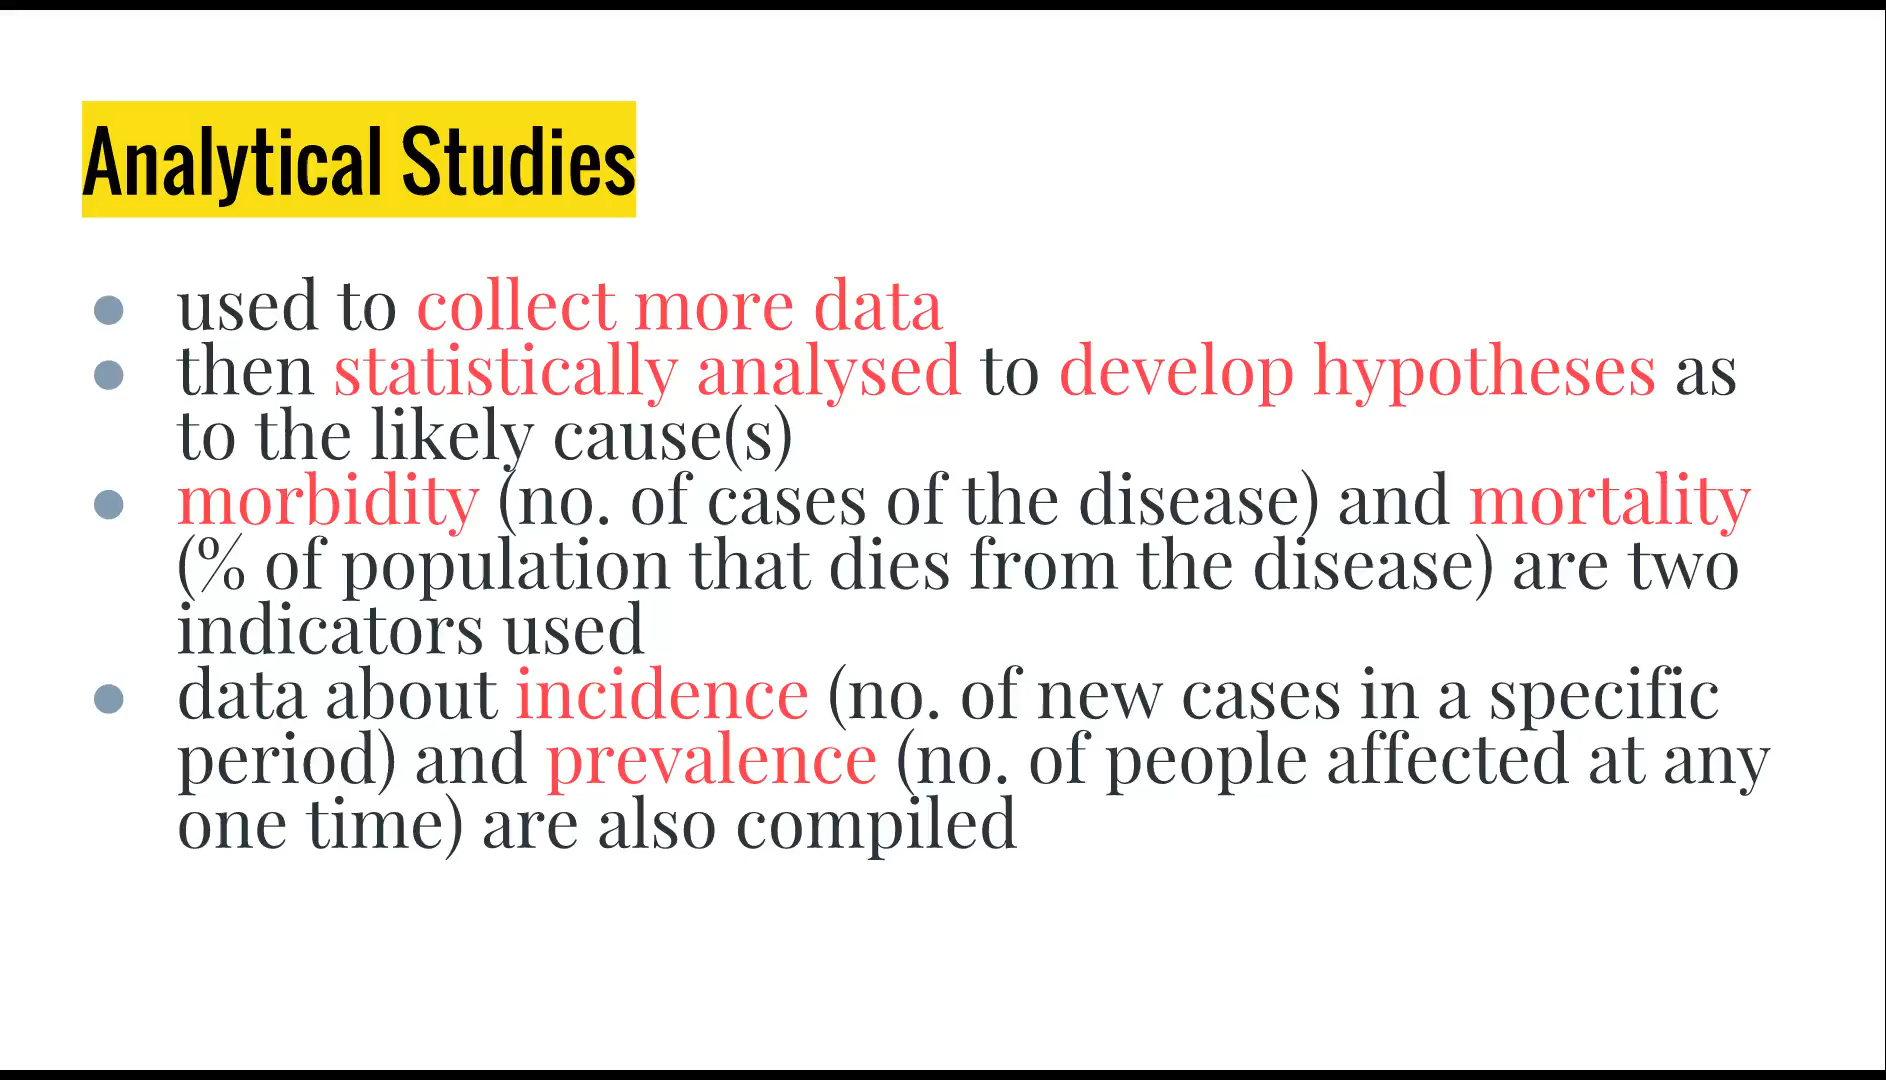 Analytical Studies
● used to collect more data
● then statistically analysed to develop hypotheses as
to the likely cause(s)
● morbidity (no. of cases of the disease) and mortality
(% of population that dies from the disease) are two
indicators used
● data about incidence (no. of new cases in a specific
period) and prevalence (no. of people affected at any
one time) are also compiled